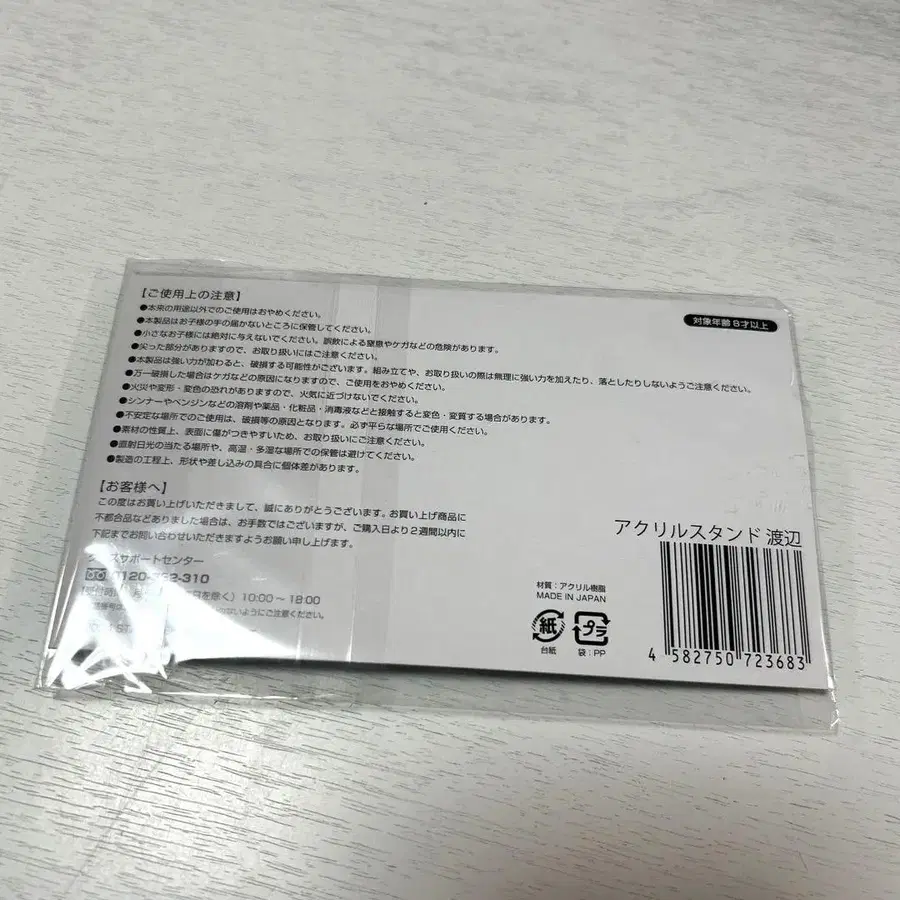 【ご使用上の注意】
●本来の用途以外でのご使用はおやめください。
●本製品はお子様の手の届かないところに保管してください。
●小さなお子様には絶対に与えないでください。誤飲による窒息やケガなどの危険があります。
●尖った部分がありますので、お取り扱いにはご注意ください。
●本製品は強い力が加わると、破損する可能性がございます。組み立てや、お取り扱いの際は無理に強い力を加えたり、落としたりしないようご注意ください。
●万一破損した場合はケガなどの原因になりますので、ご使用をおやめください。
●火災や変形・変色の恐れがありますので、火気に近づけないでください。
●シンナーやベンジンなどの溶剤や薬品・化粧品・消毒液などと接触すると変色・変質する場合があります。
●不安定な場所でのご使用は、破損等の原因となります。必ず平らな場所でご使用ください。
●素材の性質上、表面に傷がつきやすいため、お取り扱いにご注意ください。
●直射日光の当たる場所や、高温・多湿な場所での保管は避けてください。
●製造の工程上、形状や差し込みの具合に個体差があります。
対象年齢8才以上
【お客様へ】
この度はお買い上げいただきまして、誠にありがとうございます。お買い上げ商品に
不都合品などありました場合は、お手数ではございますが、ご購入日より2週間以内に
下記までお問い合わせいただきますようお願い申し上げます。
サポートセンター
日を除く) 10:00～18:00
のないようにご注意ください。
アクリルスタンド 渡辺
材質：アクリル樹脂
MADE IN JAPAN
紙
台紙
プラ
袋：PP
4 582750 723683